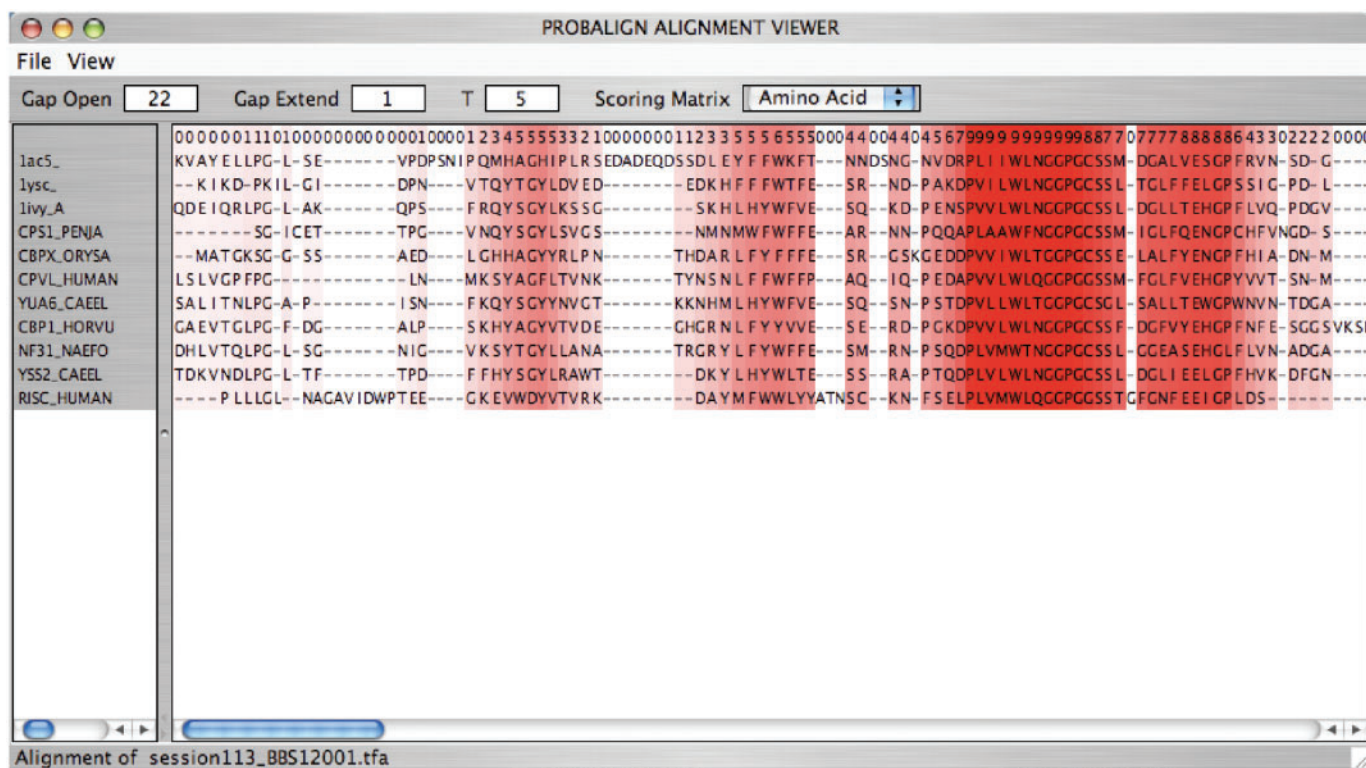 PROBALIGN ALIGNMENT VIEWER
File View
Gap Open 22 Gap Extend 1 T 5 Scoring Matrix Amino Acid
000000111010000000000001000012345555332100000001123355565550004400440456799999999999887707777888886433022220000
1ac5_ KVAYELLPG-L-SE-------VPDPSNIPQMHAGHIPLRSEDADEQDSSDLEYFFWKFT---NNDSNG-NVDRPLIIWLNGGPGCSSM-DGALVESGPFRVN-SD-G----
1ysc_ --KIKD-PKIL-GI-------DPN----VTQYTGYLDVED-------EDKHFFFWTFE---SR--ND-PAKDPVILWLNGGPGCSSL-TGLFFELGPSSIG-PD-L----
1ivy_A QDEIQRLPG-L-AK-------QPS----FRQYSGYLKSSG-------SKHLHYWFVE---SQ--KD-PENSPVVLWLNGGPGCSSL-DGLLTEHGPFLVQ-PDGV----
CPS1_PENJA -------SG-ICET-------TPG----VNQYSGYLSVGS-------NMNMWFWFFE---AR--NN-PQQAPLAAWFNGGPGCSSM-IGLFQENGPCHFVNGD-S----
CBPX_ORYSA --MATGKSG-G-SS-------AED----LGHHAGYYRLPN------THDARLFYFFFE---SR--GSKGEDDPVVIWLTGGPGCSSE-LALFYENGPFHIA-DN-M----
CPVL_HUMAN LSLVGPFPG------------LN----MKSYAGFLTVNK------TYNSNLFFWFFP---AQ--IQ-PEDAPVVLWLQGGPGGSSM-FGLFVEHGPYVVT-SN-M----
YUA6_CAEEL SALITNLPG-A-P--------ISN----FKQYSGYYNVGT------KKNHMLHYWFVE---SQ--SN-PSTDPVLLWLTGGPGCSGL-SALLTEWGPWNVN-TDGA----
CBP1_HORVU GAEVTGLPG-F-DG-------ALP----SKHYAGYVTVDE------GHGRNLFYYVVE---SE--RD-PGKDPVVLWLNGGPGCSSF-DGFVYEHGPFNFE-SGGSVKS
NF31_NAEFO DHLVTQLPG-L-SG-------NIG----VKSYTGYLLANA------TRGRYLFYWFFE---SM--RN-PSQDPLVMWTNGGPGCSSL-GGEASEHGLFLVN-ADGA----
YSS2_CAEEL TDKVNDLPG-L-TF-------TPD----FFHYSGYLRAWT-------DKYLHYWLTE---SS--RA-PTQDPLVLWLNGGPGCSSL-DGLIEELGPFHVK-DFGN----
RISC_HUMAN ----PLLLGL--NAGAVIDWPTEE----GKEVWDYVTVRK-------DAYMFWWLYYATNSC--KN-FSELPLVMWLQGGPGGSSTGFGNFEEIGPLDS----------
Alignment of session113_BBS12001.tfa